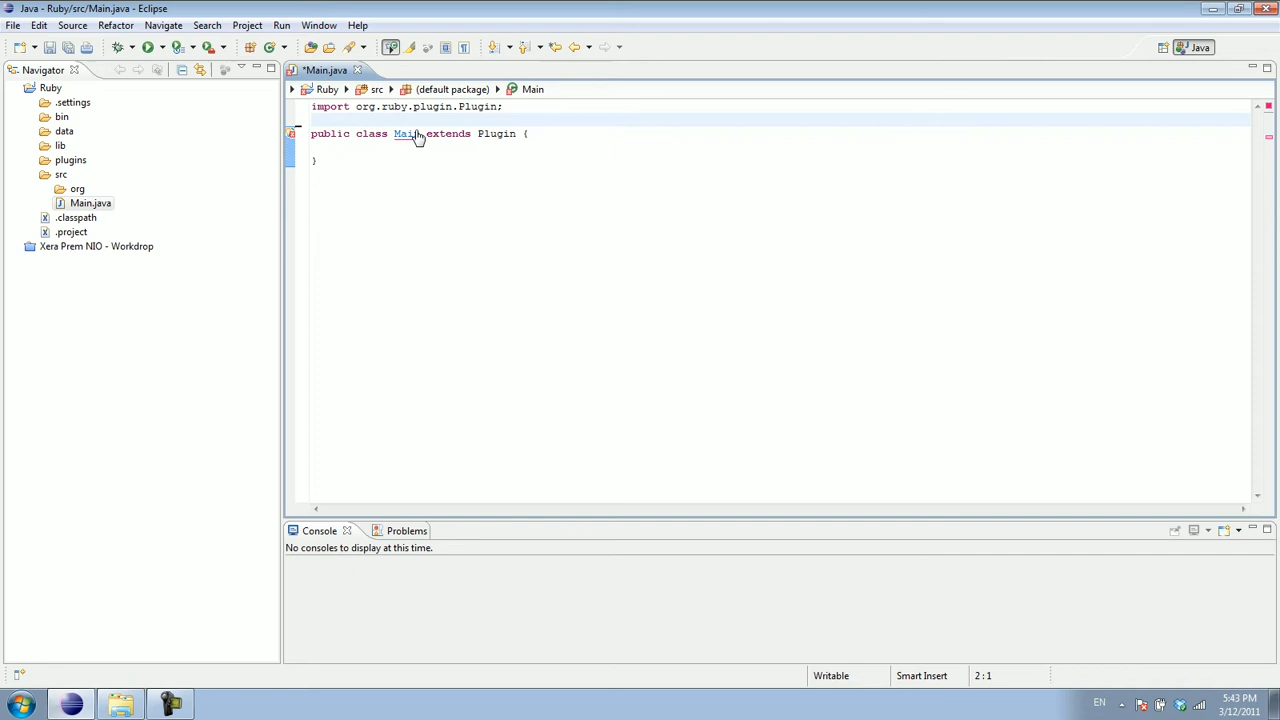 Java - Ruby/src/Main.java - Eclipse
File Edit Source Refactor Navigate Search Project Run Window Help
Java
Navigator
Ruby
.settings
bin
data
lib
plugins
src
org
Main.java
.classpath
.project
Xera Prem NIO - Workdrop
*Main.java
Ruby src (default package) Main
import org.ruby.plugin.Plugin;
public class Main extends Plugin {
}
Console Problems
No consoles to display at this time.
Writable Smart Insert 2 : 1
EN
5:43 PM
3/12/2011